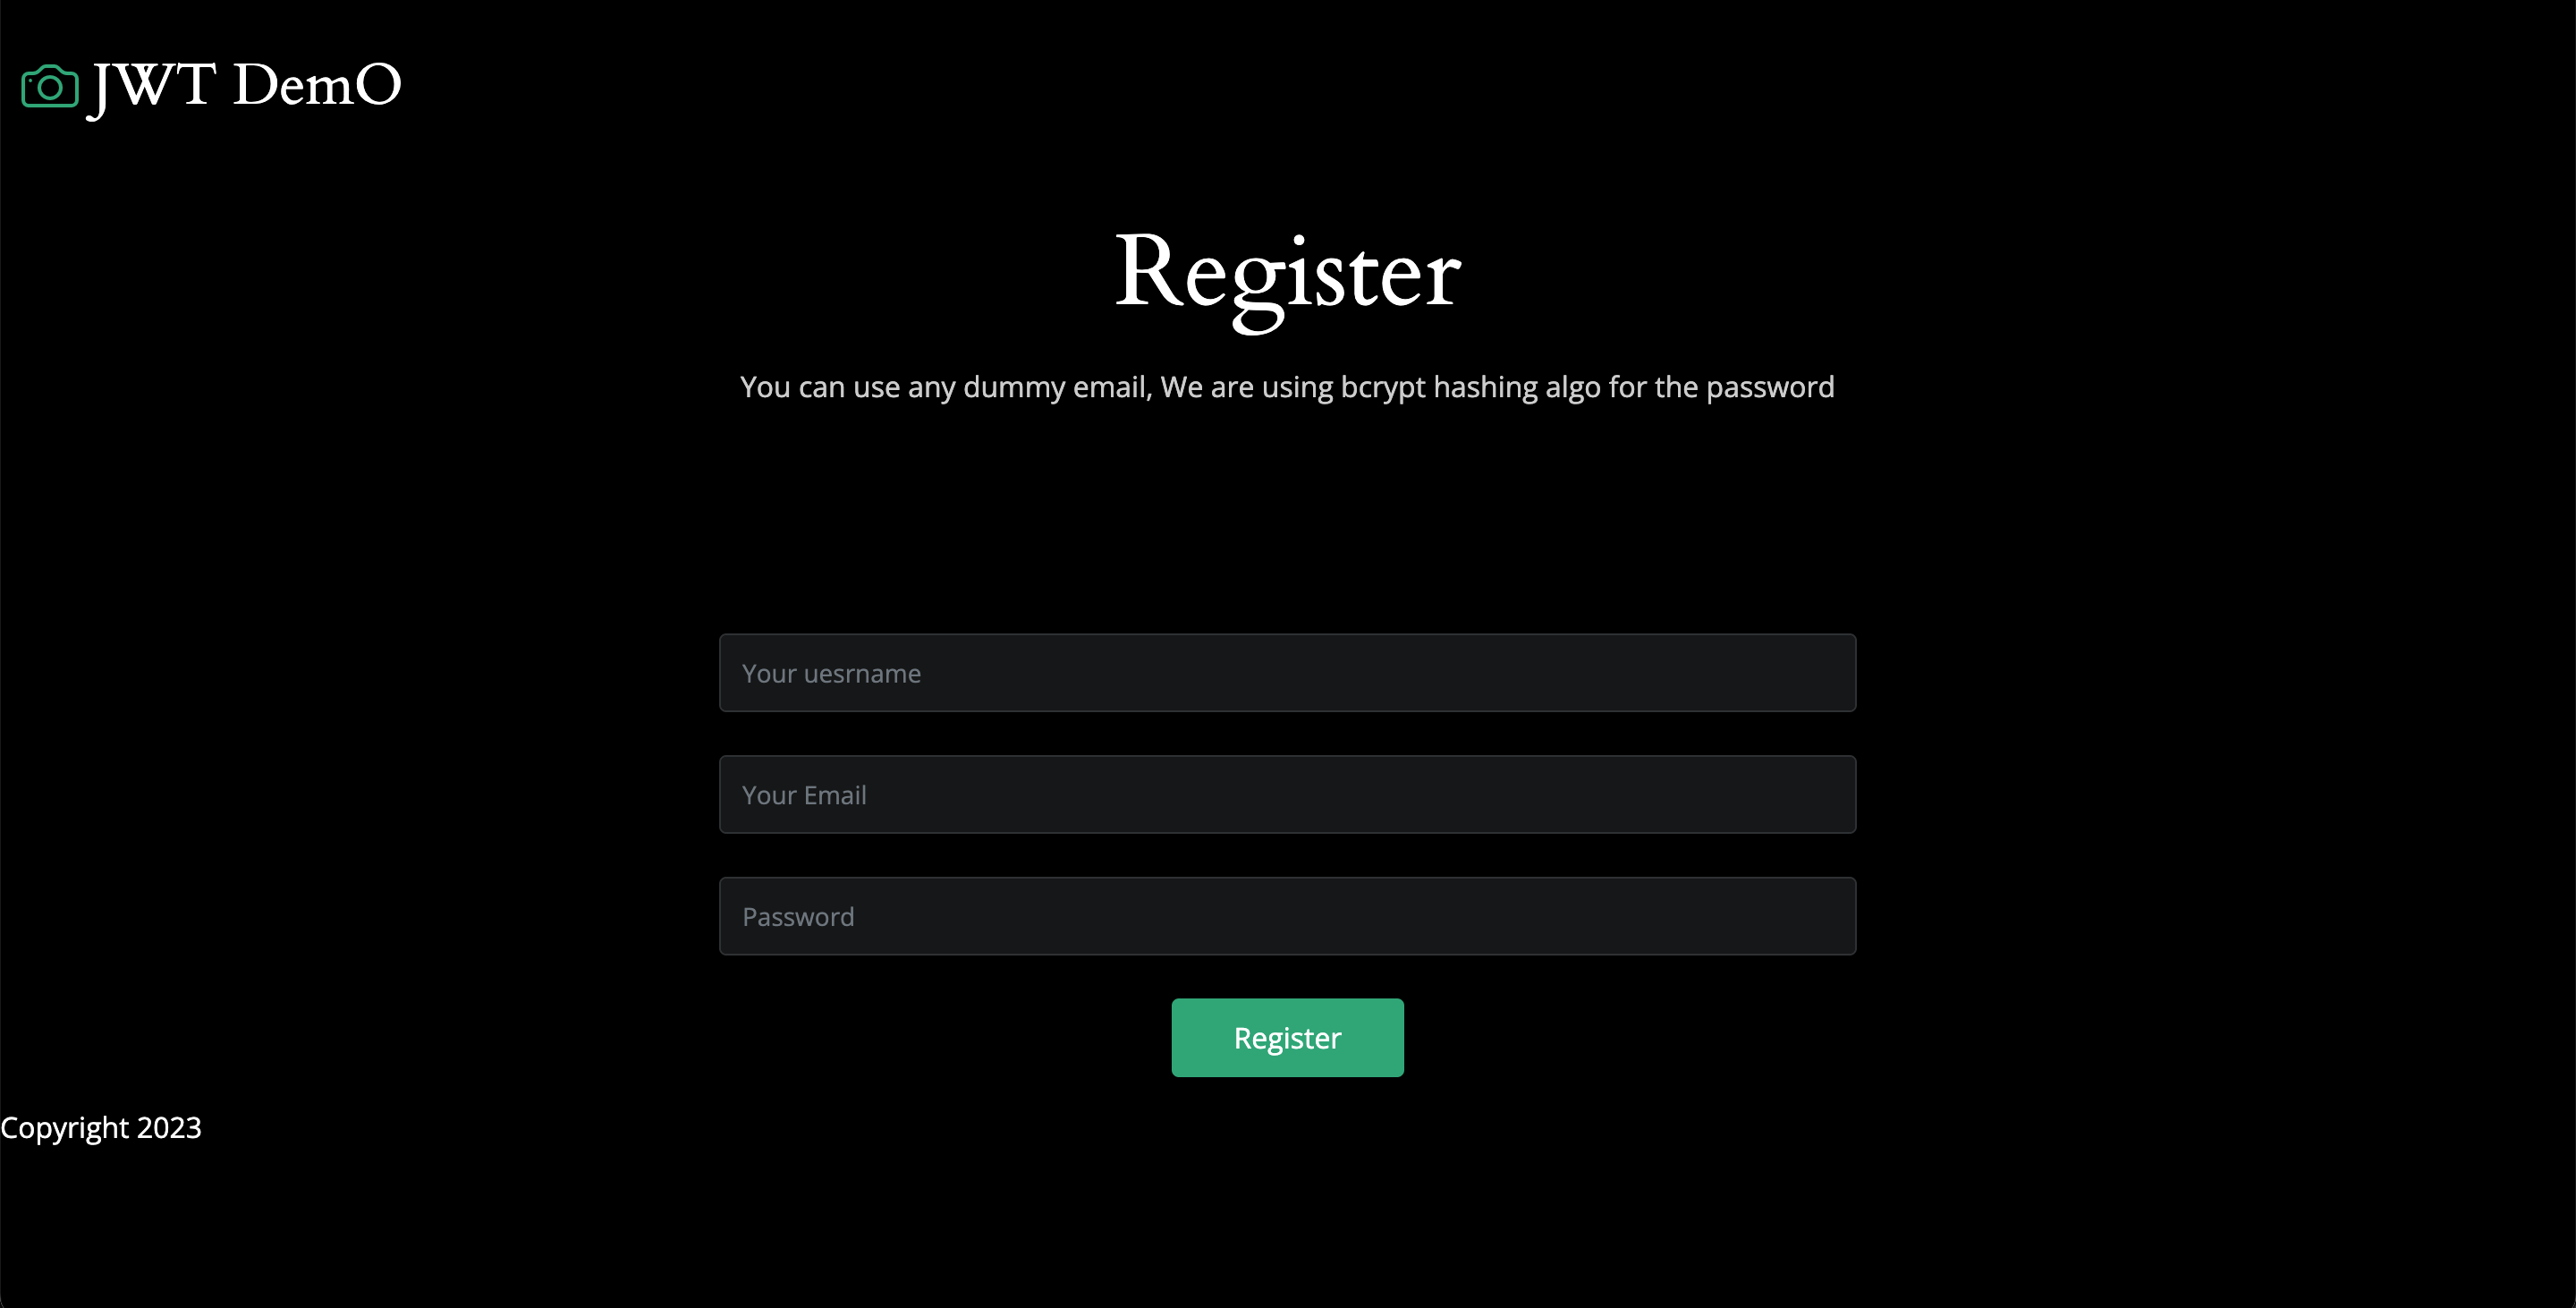 JWT DemO
Register
You can use any dummy email, We are using bcrypt hashing algo for the password
Your uesrname
Your Email
Password
Register
Copyright 2023